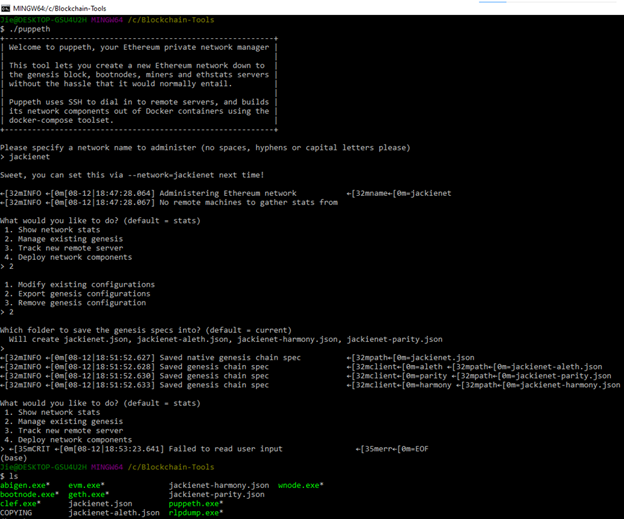 MINGW64:/c/Blockchain-Tools
Jie@DESKTOP-GSU4U2H MINGW64 /c/Blockchain-Tools
$ ./puppeth
+-----------------------------------------------------------+
| Welcome to puppeth, your Ethereum private network manager |
|                                                           |
| This tool lets you create a new Ethereum network down to  |
| the genesis block, bootnodes, miners and ethstats servers |
| without the hassle that it would normally entail.         |
|                                                           |
| Puppeth uses SSH to dial in to remote servers, and builds |
| its network components out of Docker containers using the |
| docker-compose toolset.                                   |
+-----------------------------------------------------------+
Please specify a network name to administer (no spaces, hyphens or capital letters please)
> jackienet
Sweet, you can set this via --network=jackienet next time!
←[32mINFO ←[0m[08-12|18:47:28.064] Administering Ethereum network           ←[32mname←[0m=jackienet
←[32mINFO ←[0m[08-12|18:47:28.067] No remote machines to gather stats from
What would you like to do? (default = stats)
1. Show network stats
2. Manage existing genesis
3. Track new remote server
4. Deploy network components
> 2
1. Modify existing configurations
2. Export genesis configurations
3. Remove genesis configuration
> 2
Which folder to save the genesis specs into? (default = current)
Will create jackienet.json, jackienet-aleth.json, jackienet-harmony.json, jackienet-parity.json
>
←[32mINFO ←[0m[08-12|18:51:52.627] Saved native genesis chain spec          ←[32mpath←[0m=jackienet.json
←[32mINFO ←[0m[08-12|18:51:52.628] Saved genesis chain spec                 ←[32mclient←[0m=aleth ←[32mpath←[0m=jackienet-aleth.json
←[32mINFO ←[0m[08-12|18:51:52.630] Saved genesis chain spec                 ←[32mclient←[0m=parity ←[32mpath←[0m=jackienet-parity.json
←[32mINFO ←[0m[08-12|18:51:52.633] Saved genesis chain spec                 ←[32mclient←[0m=harmony ←[32mpath←[0m=jackienet-harmony.json
What would you like to do? (default = stats)
1. Show network stats
2. Manage existing genesis
3. Track new remote server
4. Deploy network components
> ←[35mCRIT ←[0m[08-12|18:53:23.641] Failed to read user input                ←[35merr←[0m=EOF
(base)
Jie@DESKTOP-GSU4U2H MINGW64 /c/Blockchain-Tools
$ ls
abigen.exe*    evm.exe*              jackienet-harmony.json  wnode.exe*
bootnode.exe*  geth.exe*             jackienet-parity.json
clef.exe*      jackienet.json        puppeth.exe*
COPYING        jackienet-aleth.json  rlpdump.exe*